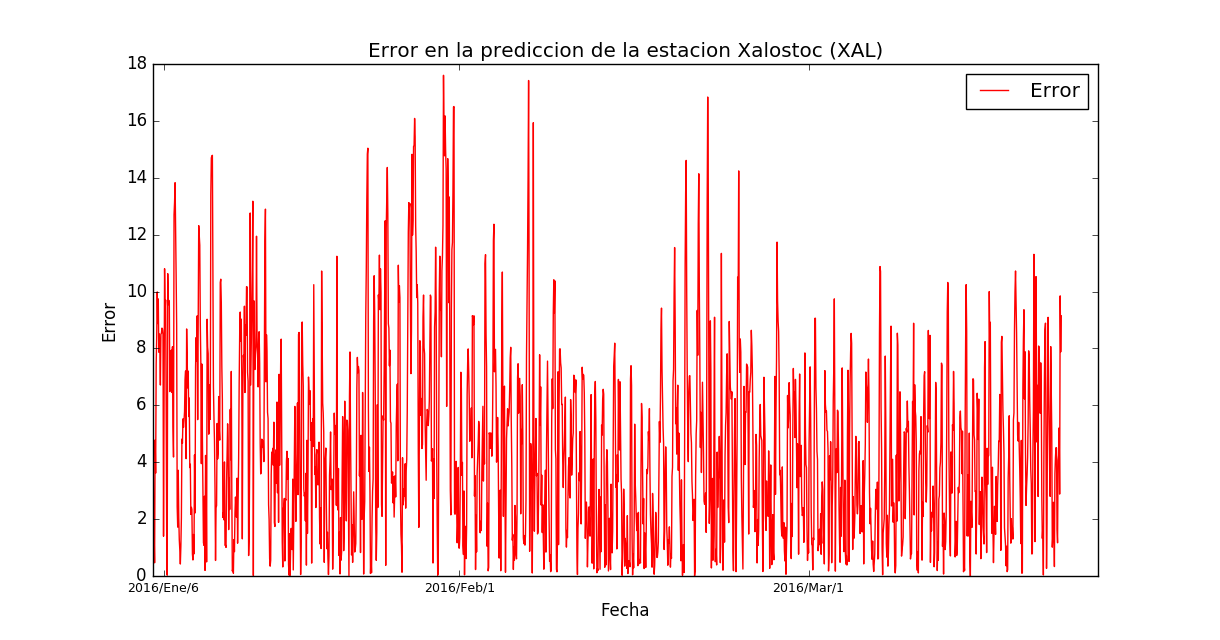 Error en la prediccion de la estacion Xalostoc (XAL)
18
16
14
12
10
8
6
4
2
0
Error
Error
2016/Ene/6
2016/Feb/1
2016/Mar/1
Fecha